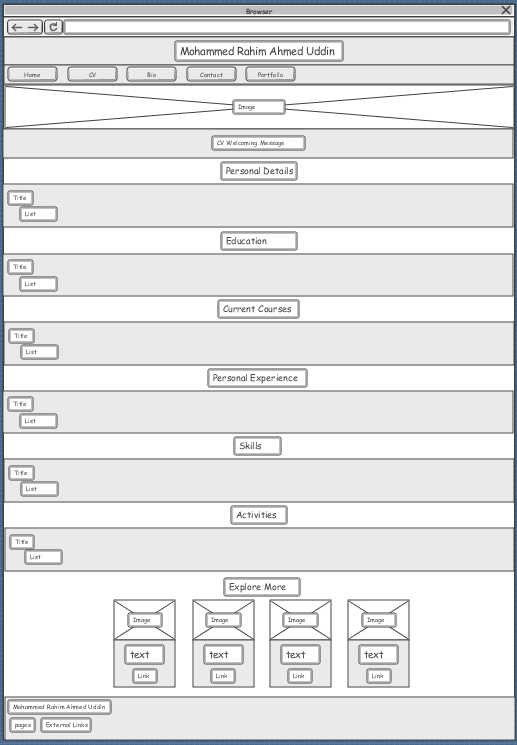 Browser
Mohammed Rahim Ahmed Uddin
Home CV Bio Contact Portfolio
Image
CV Welcoming Message
Personal Details
Title
List
Education
Title
List
Current Courses
Title
List
Personal Experience
Title
List
Skills
Title
List
Activities
Title
List
Explore More
Image Image Image Image
text text text text
Link Link Link Link
Mohammed Rahim Ahmed Uddin
pages External Links